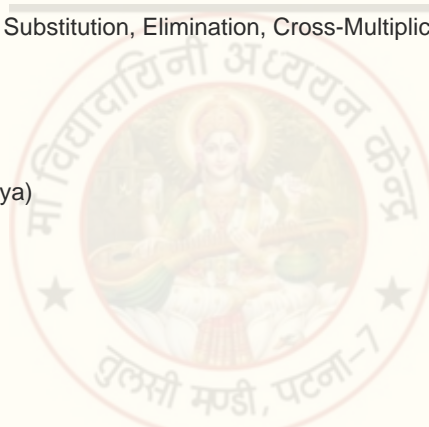 Substitution, Elimination, Cross-Multiplic
ya)
माँ विद्यादायिनी अध्ययन केन्द्र
तुलसी मण्डी, पटना-7